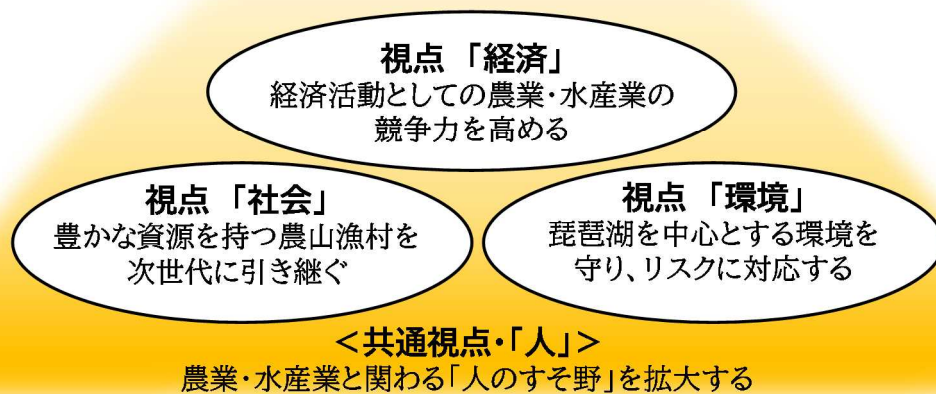 視点 「経済」
経済活動としての農業・水産業の
競争力を高める
視点 「社会」
豊かな資源を持つ農山漁村を
次世代に引き継ぐ
視点 「環境」
琵琶湖を中心とする環境を
守り、リスクに対応する
＜共通視点・「人」＞
農業・水産業と関わる「人のすそ野」を拡大する